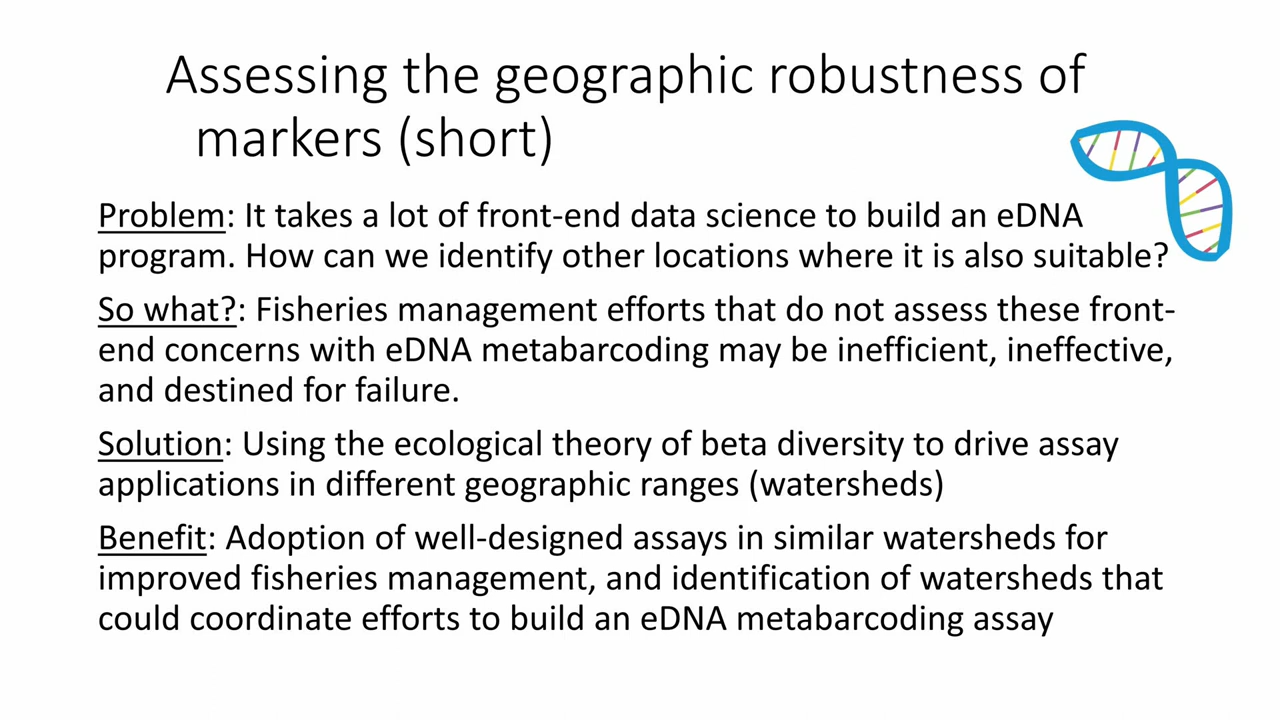 Assessing the geographic robustness of
markers (short)
Problem: It takes a lot of front-end data science to build an eDNA
program. How can we identify other locations where it is also suitable?
So what?: Fisheries management efforts that do not assess these front-
end concerns with eDNA metabarcoding may be inefficient, ineffective,
and destined for failure.
Solution: Using the ecological theory of beta diversity to drive assay
applications in different geographic ranges (watersheds)
Benefit: Adoption of well-designed assays in similar watersheds for
improved fisheries management, and identification of watersheds that
could coordinate efforts to build an eDNA metabarcoding assay